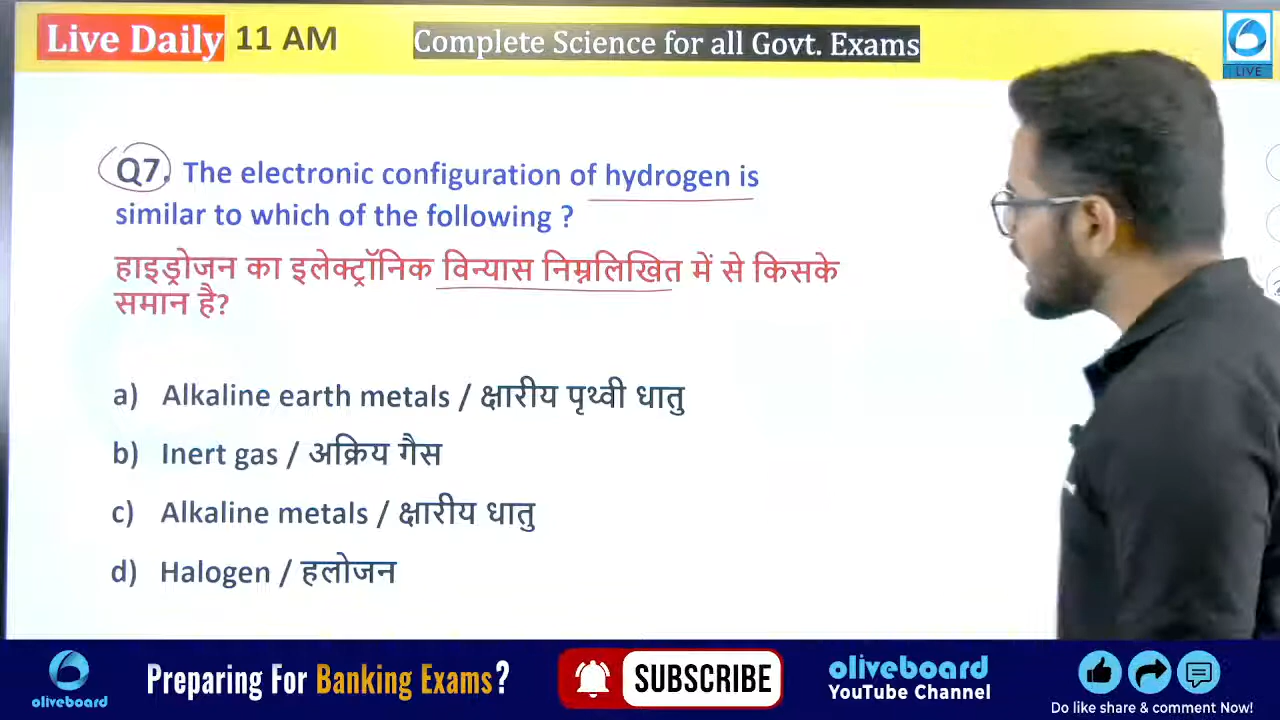 Live Daily 11 AM
Complete Science for all Govt. Exams
LIVE
Q7. The electronic configuration of hydrogen is
similar to which of the following ?
हाइड्रोजन का इलेक्ट्रॉनिक विन्यास निम्नलिखित में से किसके
समान है?
a) Alkaline earth metals / क्षारीय पृथ्वी धातु
b) Inert gas / अक्रिय गैस
c) Alkaline metals / क्षारीय धातु
d) Halogen / हलोजन
oliveboard
Preparing For Banking Exams?
SUBSCRIBE
oliveboard
YouTube Channel
Do like share & comment Now!